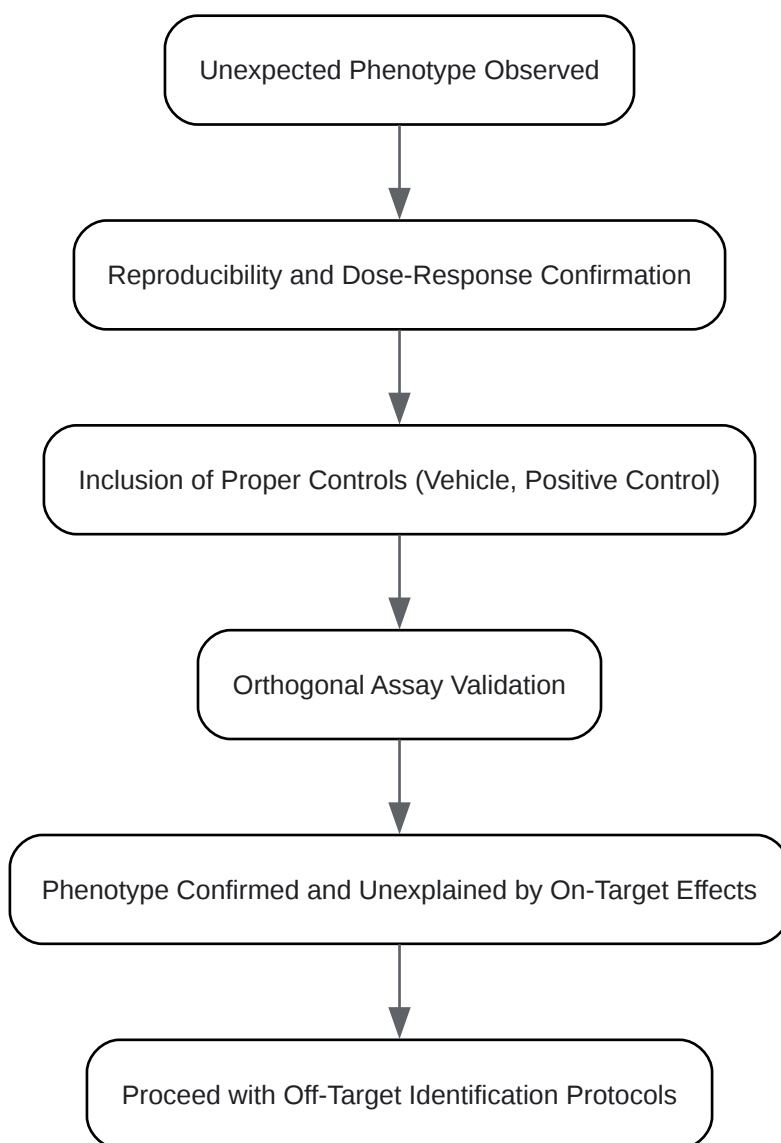 Unexpected Phenotype Observed
Reproducibility and Dose-Response Confirmation
Inclusion of Proper Controls (Vehicle, Positive Control)
Orthogonal Assay Validation
Phenotype Confirmed and Unexplained by On-Target Effects
Proceed with Off-Target Identification Protocols